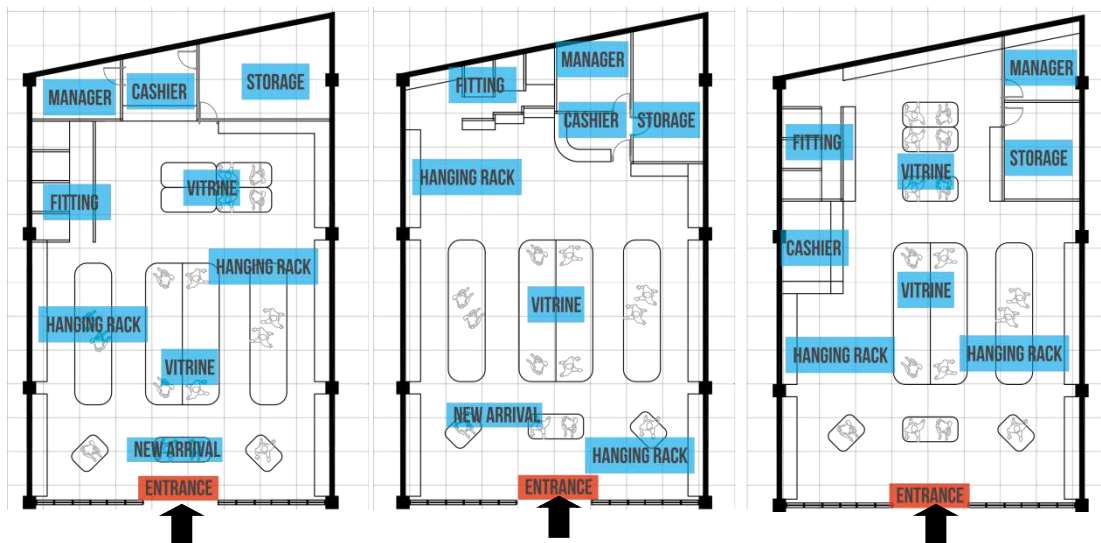 MANAGER
CASHIER
STORAGE
FITTING
VITRINE
HANGING RACK
HANGING RACK
VITRINE
NEW ARRIVAL
ENTRANCE
FITTING
MANAGER
CASHIER
STORAGE
HANGING RACK
VITRINE
NEW ARRIVAL
HANGING RACK
ENTRANCE
MANAGER
FITTING
VITRINE
STORAGE
CASHIER
VITRINE
HANGING RACK
HANGING RACK
ENTRANCE